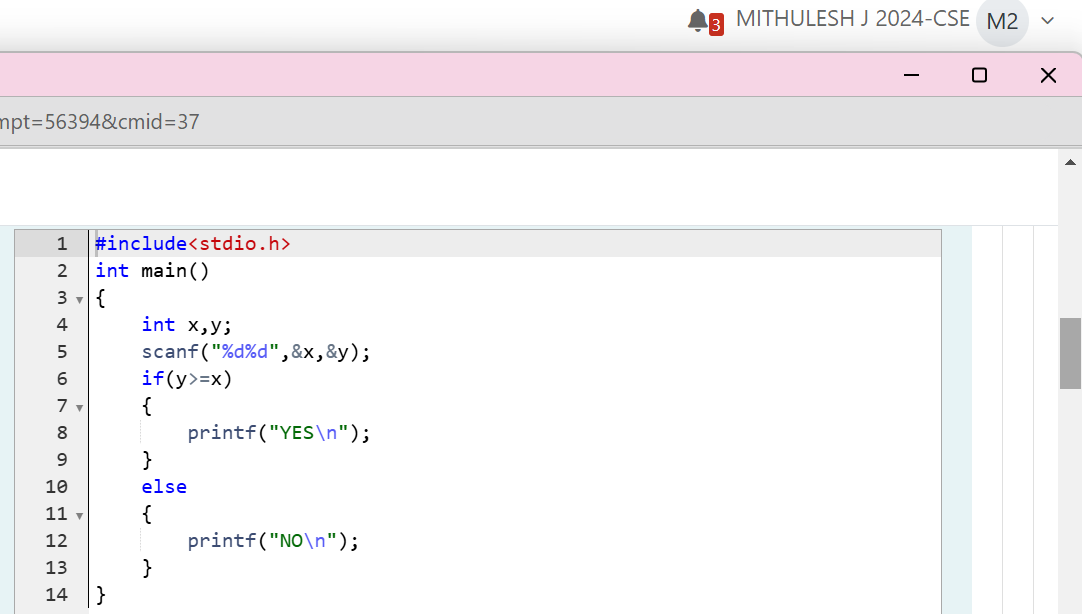 3 MITHULESH J 2024-CSE M2
mpt=56394&cmid=37
1 #include<stdio.h>
2 int main()
3 {
4 int x,y;
5 scanf("%d%d",&x,&y);
6 if(y>=x)
7 {
8 printf("YES\n");
9 }
10 else
11 {
12 printf("NO\n");
13 }
14 }